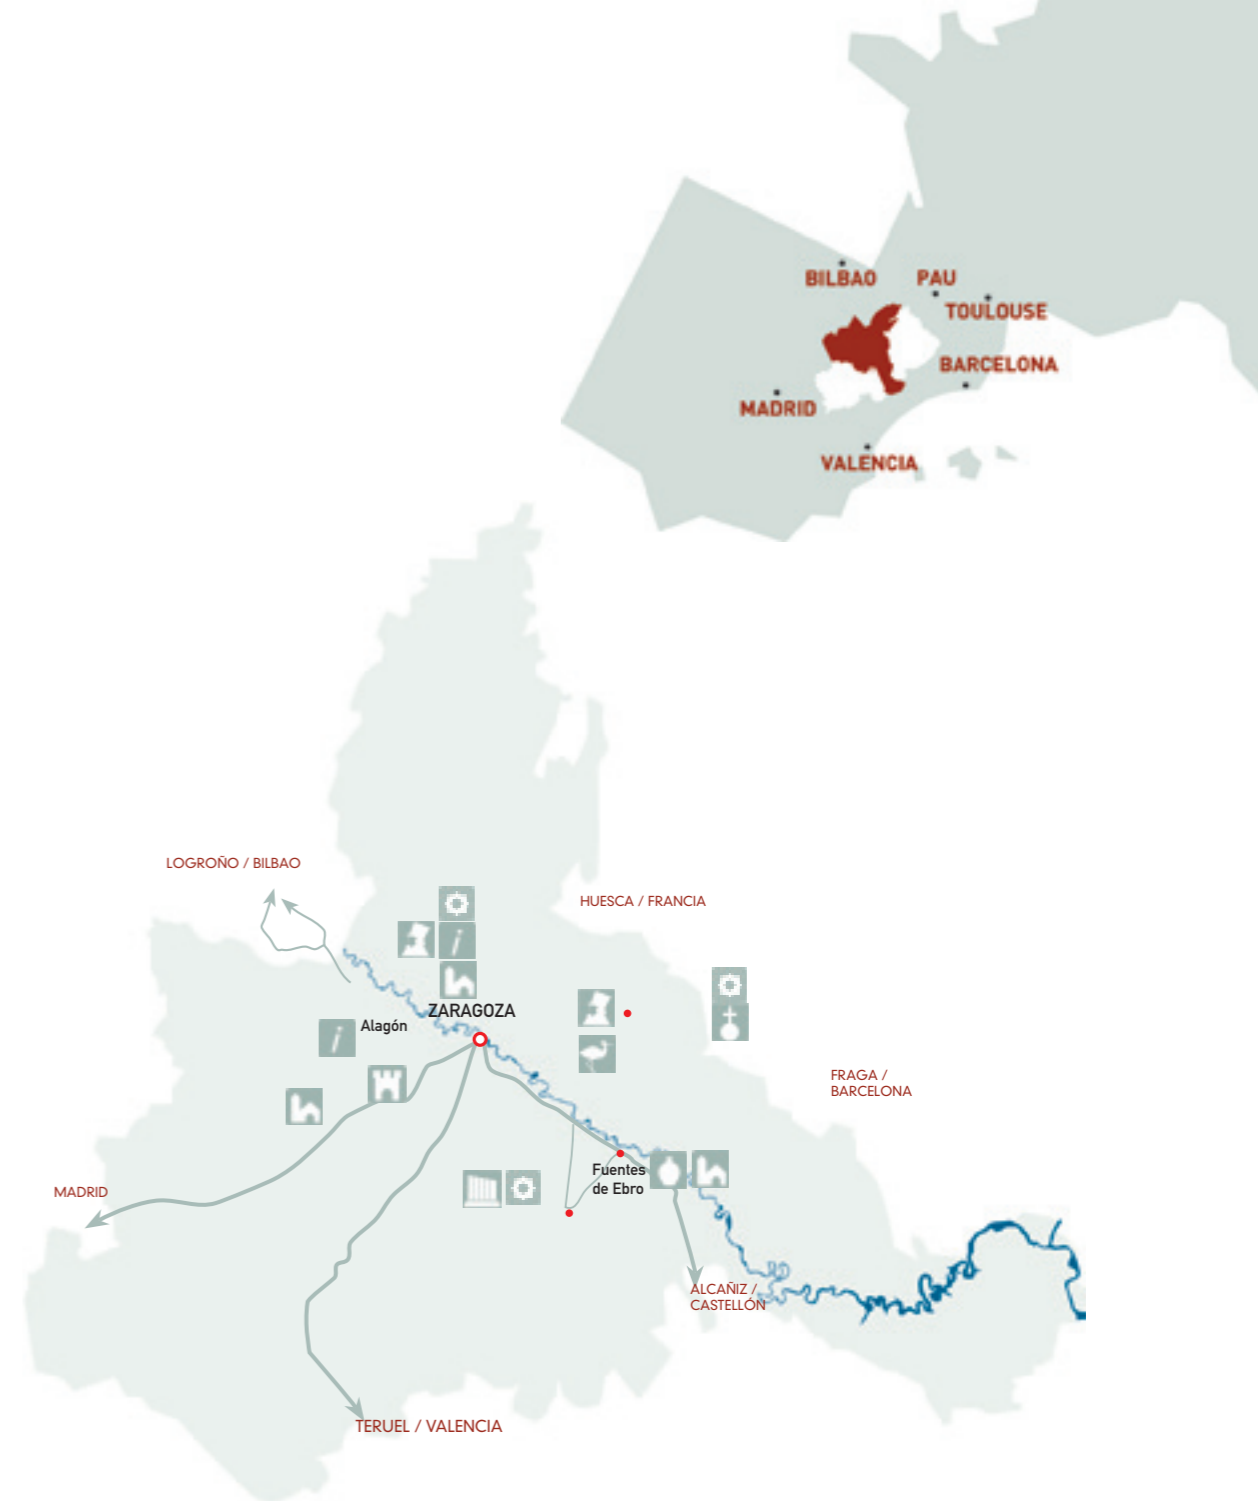 BILBAO
PAU
TOULOUSE
BARCELONA
MADRID
VALENCIA
LOGROÑO / BILBAO
HUESCA / FRANCIA
ZARAGOZA
Alagón
FRAGA /
BARCELONA
Fuentes
de Ebro
MADRID
ALCAÑIZ /
CASTELLÓN
TERUEL / VALENCIA